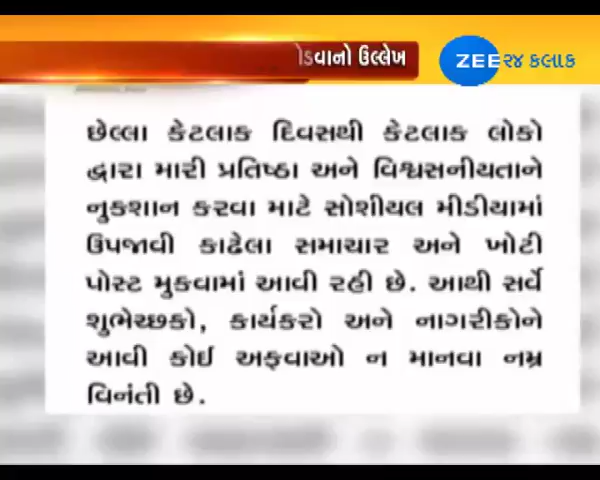 વાનો ઉલ્લેખ
ZEE ૨૪ કલાક
છેલ્લા કેટલાક દિવસથી કેટલાક લોકો
દ્વારા મારી પ્રતિષ્ઠા અને વિશ્વસનીયતાને
નુકશાન કરવા માટે સોશીયલ મીડીયામાં
ઉપજાવી કાઢેલા સમાચાર અને ખોટી
પોસ્ટ મુકવામાં આવી રહી છે. આથી સર્વે
શુભેચ્છકો, કાર્યકરો અને નાગરીકોને
આવી કોઈ અફવાઓ ન માનવા નમ્ર
વિનંતી છે.